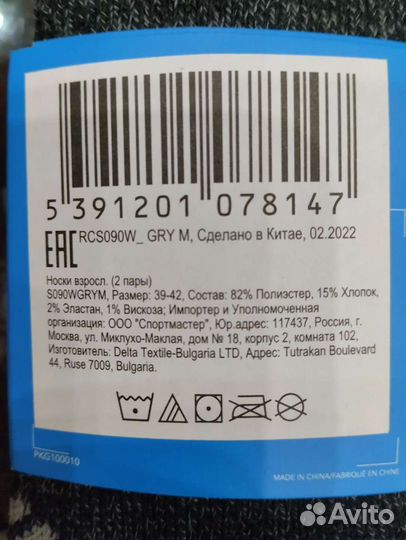 5 391201 078147
EAC RCS090W_ GRY M, Сделано в Китае, 02.2022
Носки взросл. (2 пары)
S090WGRYM, Размер: 39-42, Состав: 82% Полиэстер, 15% Хлопок,
2% Эластан, 1% Вискоза; Импортер и Уполномоченная
организация: ООО "Спортмастер", Юр.адрес: 117437, Россия, г.
Москва, ул. Миклухо-Маклая, дом № 18, корпус 2, комната 102,
Изготовитель: Delta Textile-Bulgaria LTD, Адрес: Tutrakan Boulevard
44, Ruse 7009, Bulgaria.
PKG100010
MADE IN CHINA/FABRIQUÉ EN CHINE
Avito